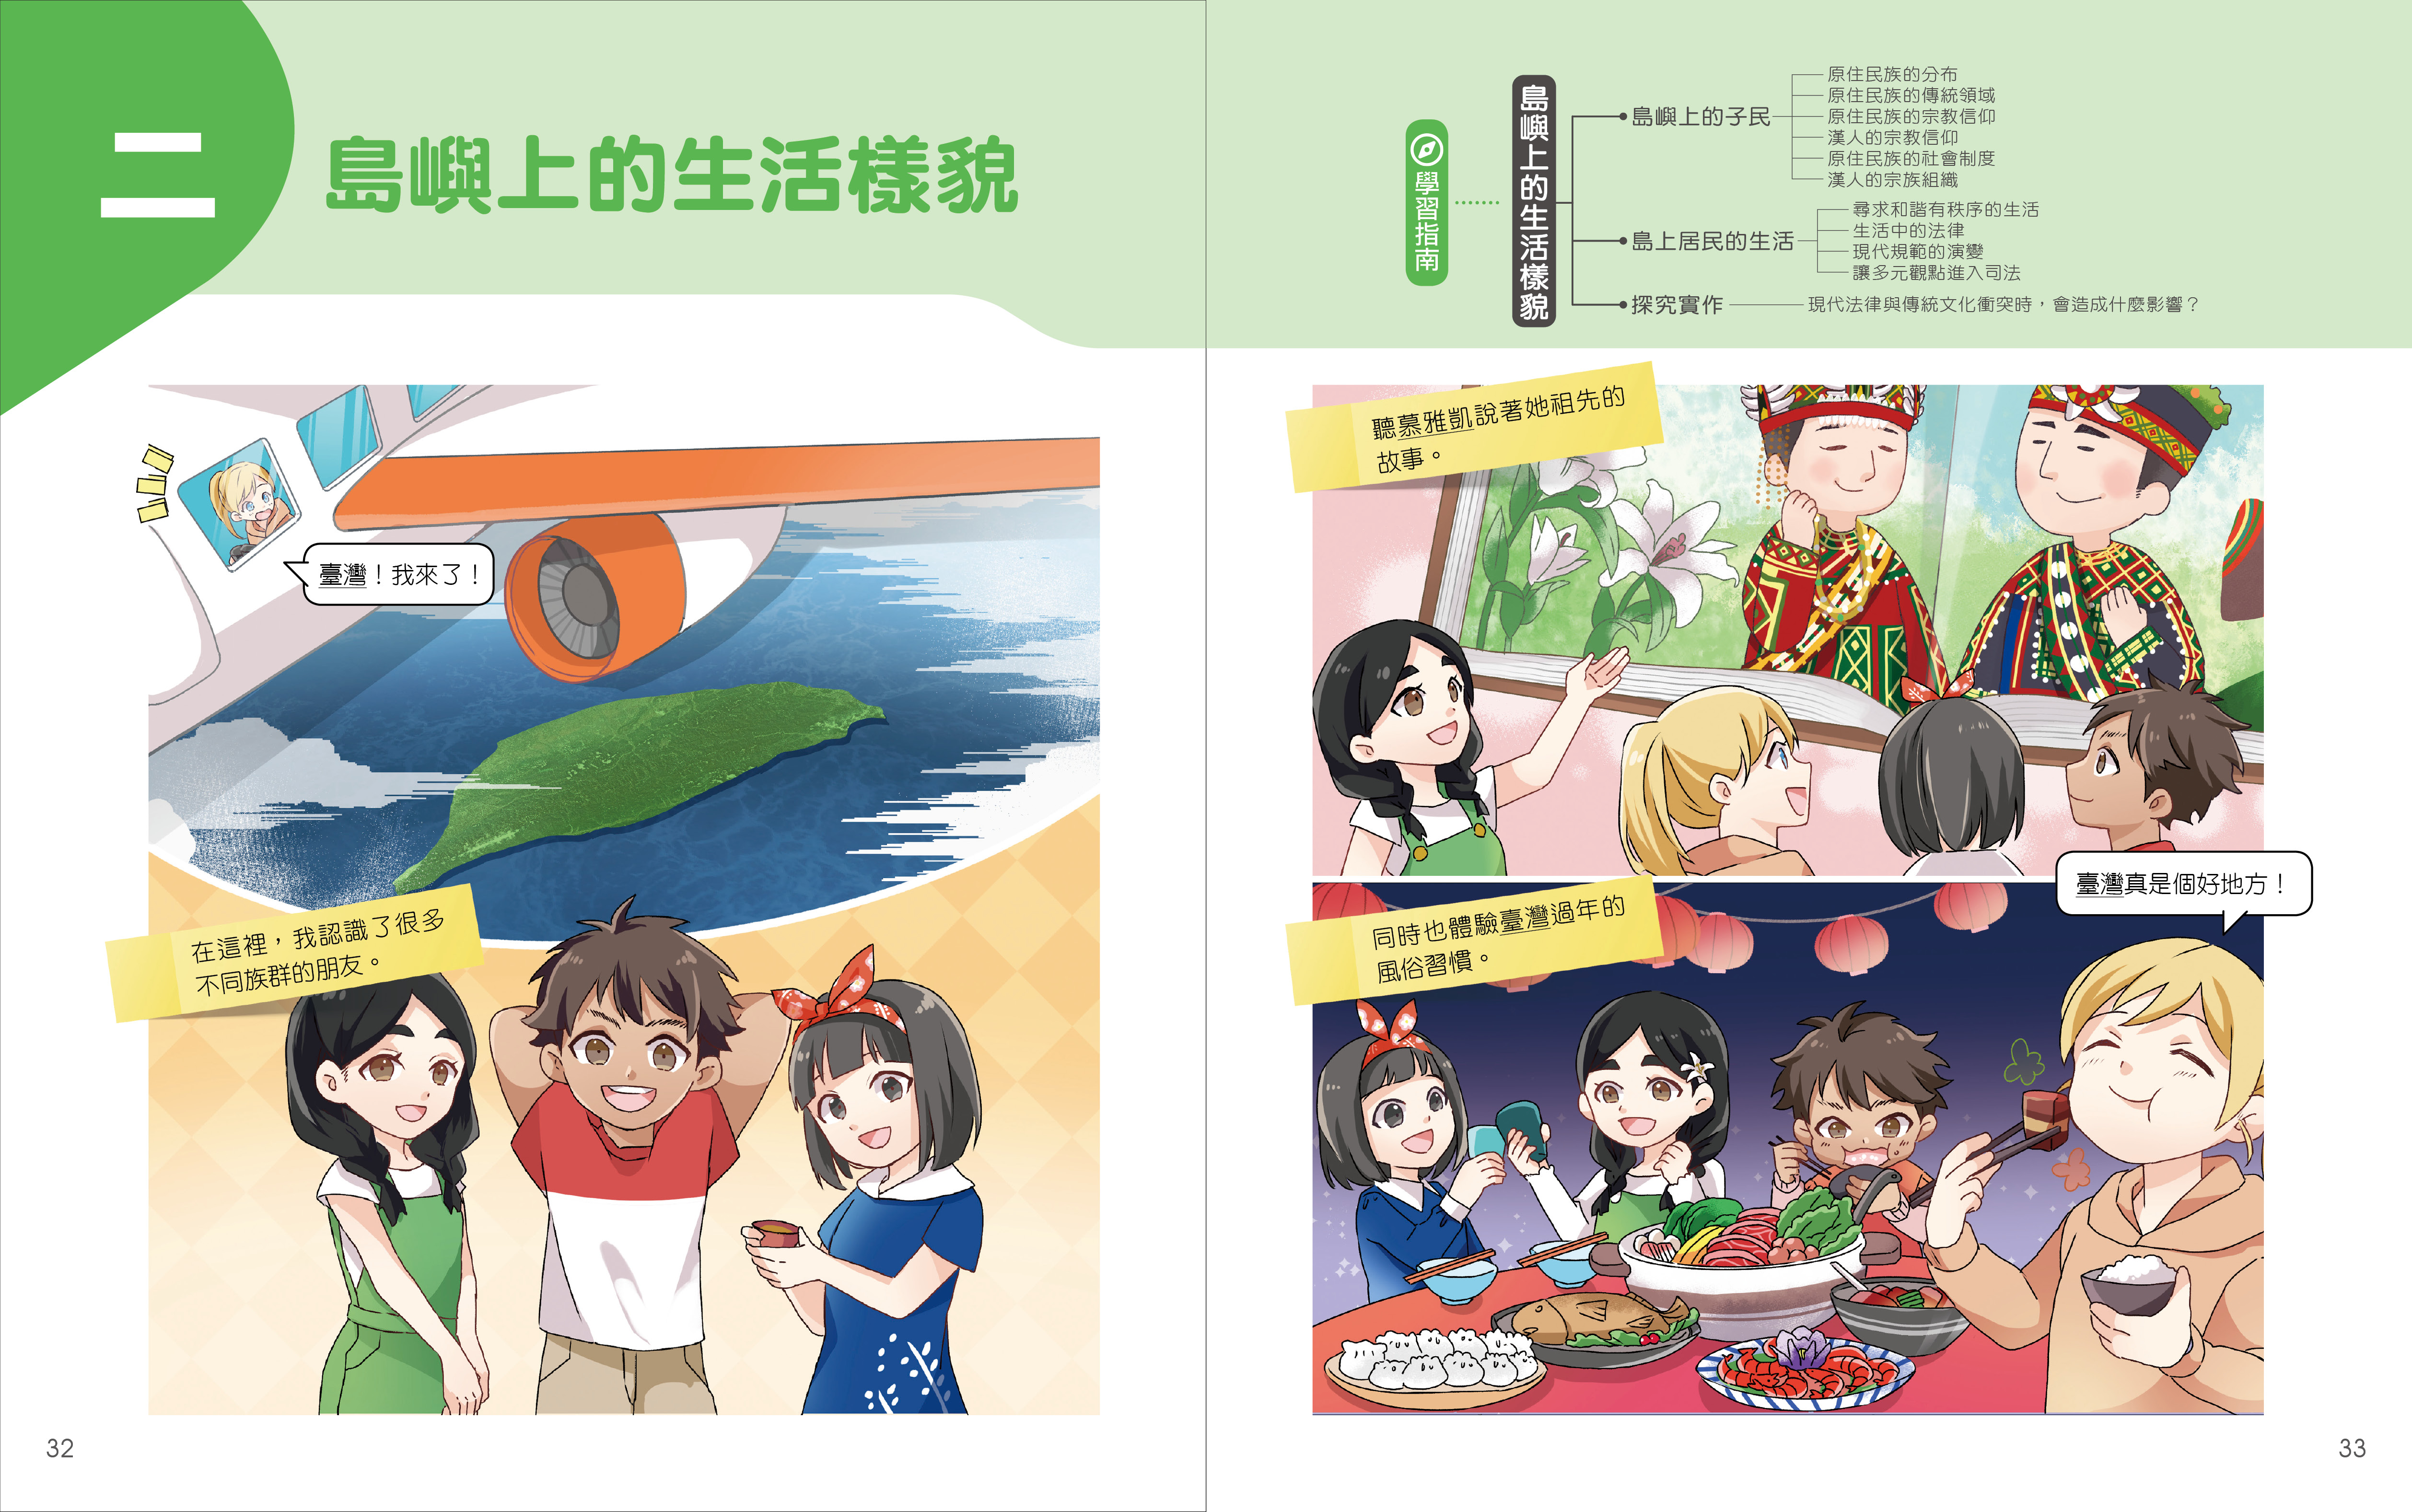 二
島嶼上的生活樣貌
臺灣！我來了！
在這裡，我認識了很多
不同族群的朋友。
32
學習指南
島嶼上的生活樣貌
島嶼上的子民
原住民族的分布
原住民族的傳統領域
原住民族的宗教信仰
漢人的宗教信仰
原住民族的社會制度
漢人的宗族組織
島上居民的生活
尋求和諧有秩序的生活
生活中的法律
現代規範的演變
讓多元觀點進入司法
探究實作
現代法律與傳統文化衝突時，會造成什麼影響？
聽慕雅凱說著她祖先的
故事。
同時也體驗臺灣過年的
風俗習慣。
臺灣真是個好地方！
33